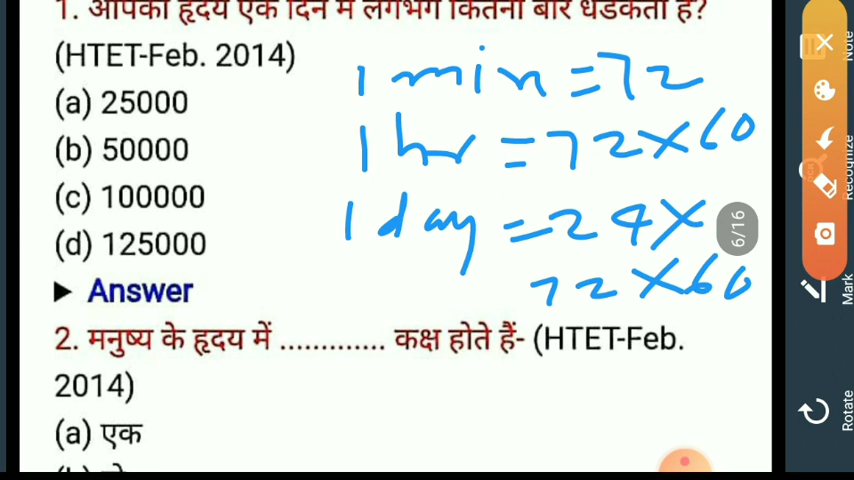 1. आपका हृदय एक दिन में लगभग कितनी बार धड़कता है?
(HTET-Feb. 2014)
(a) 25000
(b) 50000
(c) 100000
(d) 125000
► Answer
2. मनुष्य के हृदय में ............. कक्ष होते हैं- (HTET-Feb.
2014)
(a) एक
1 min = 72
1 hr = 72×60
1 day = 24×
72×60
6/16
Note
Recognize
Mark
Rotate